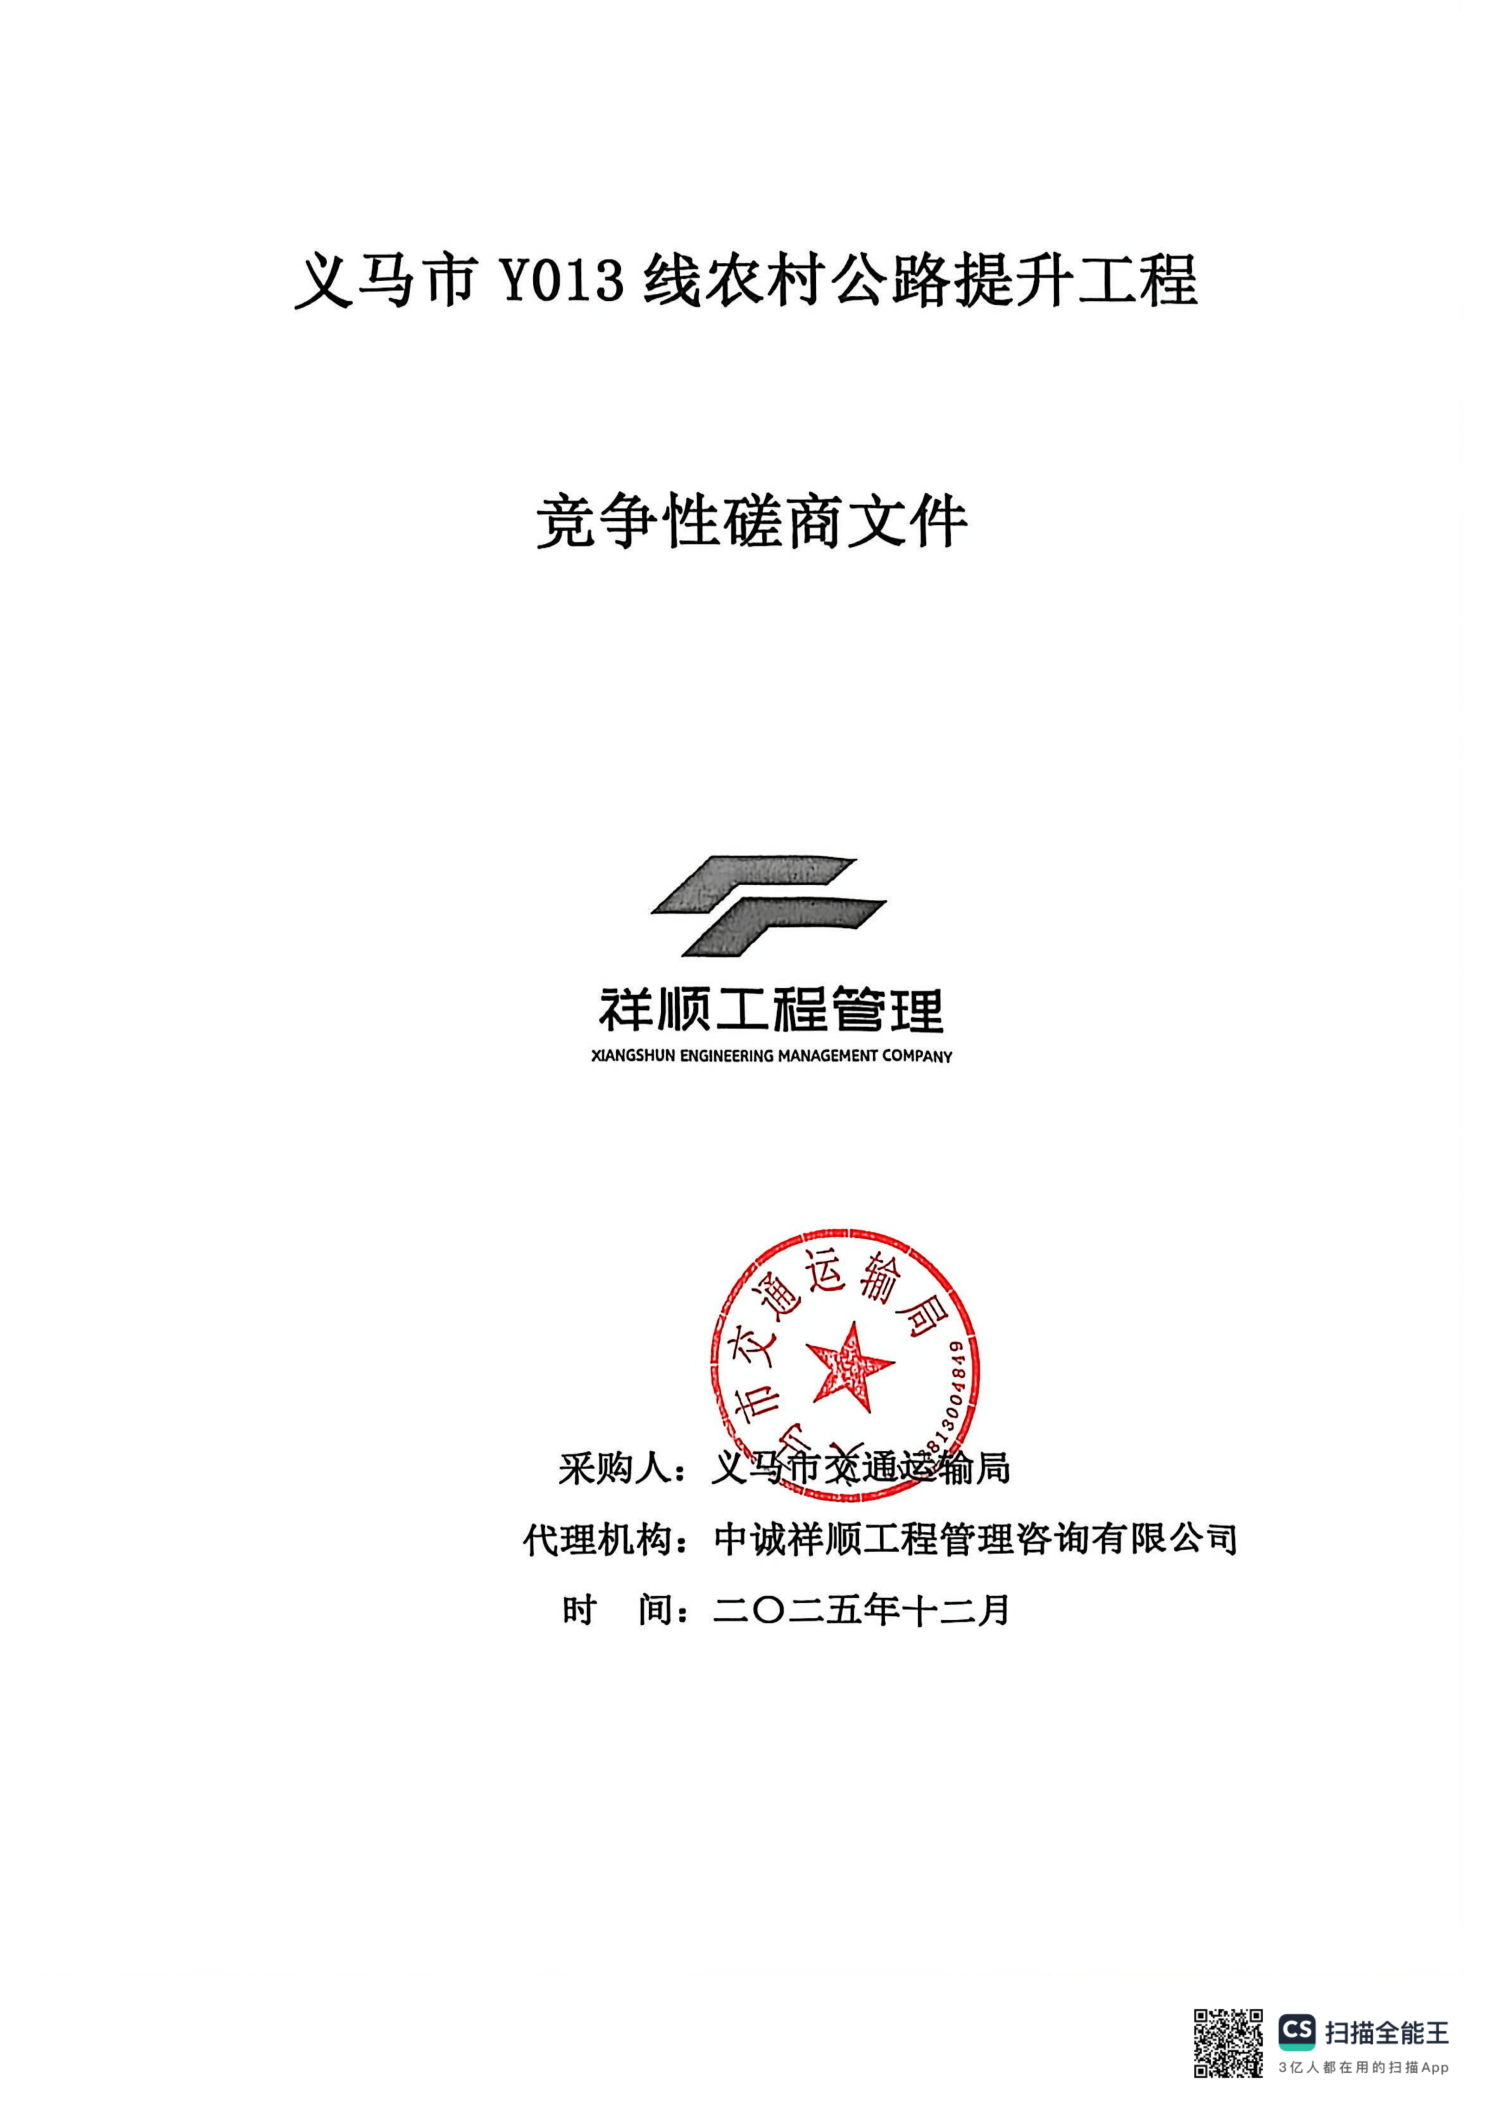 义马市 Y013 线农村公路提升工程
竞争性磋商文件
祥顺工程管理
XIANGSHUN ENGINEERING MANAGEMENT COMPANY
义马市交通运输局
采购人：义马市交通运输局
代理机构：中诚祥顺工程管理咨询有限公司
时 间：二〇二五年十二月
CS 扫描全能王
3亿人都在用的扫描App